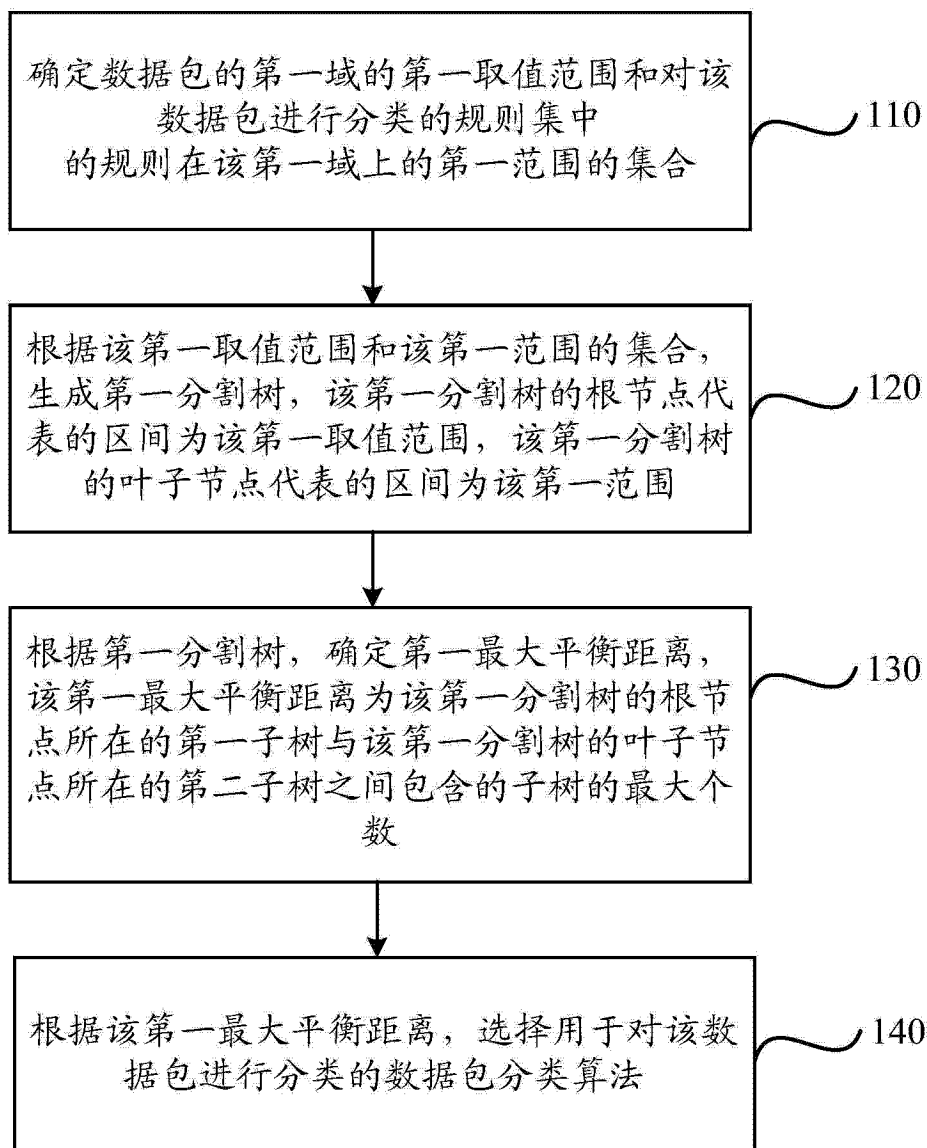 确定数据包的第一域的第一取值范围和对该
数据包进行分类的规则集中
的规则在该第一域上的第一范围的集合
110
根据该第一取值范围和该第一范围的集合，
生成第一分割树，该第一分割树的根节点代
表的区间为该第一取值范围，该第一分割树
的叶子节点代表的区间为该第一范围
120
根据第一分割树，确定第一最大平衡距离，
该第一最大平衡距离为该第一分割树的根节
点所在的第一子树与该第一分割树的叶子节
点所在的第二子树之间包含的子树的最大个
数
130
根据该第一最大平衡距离，选择用于对该数
据包进行分类的数据包分类算法
140